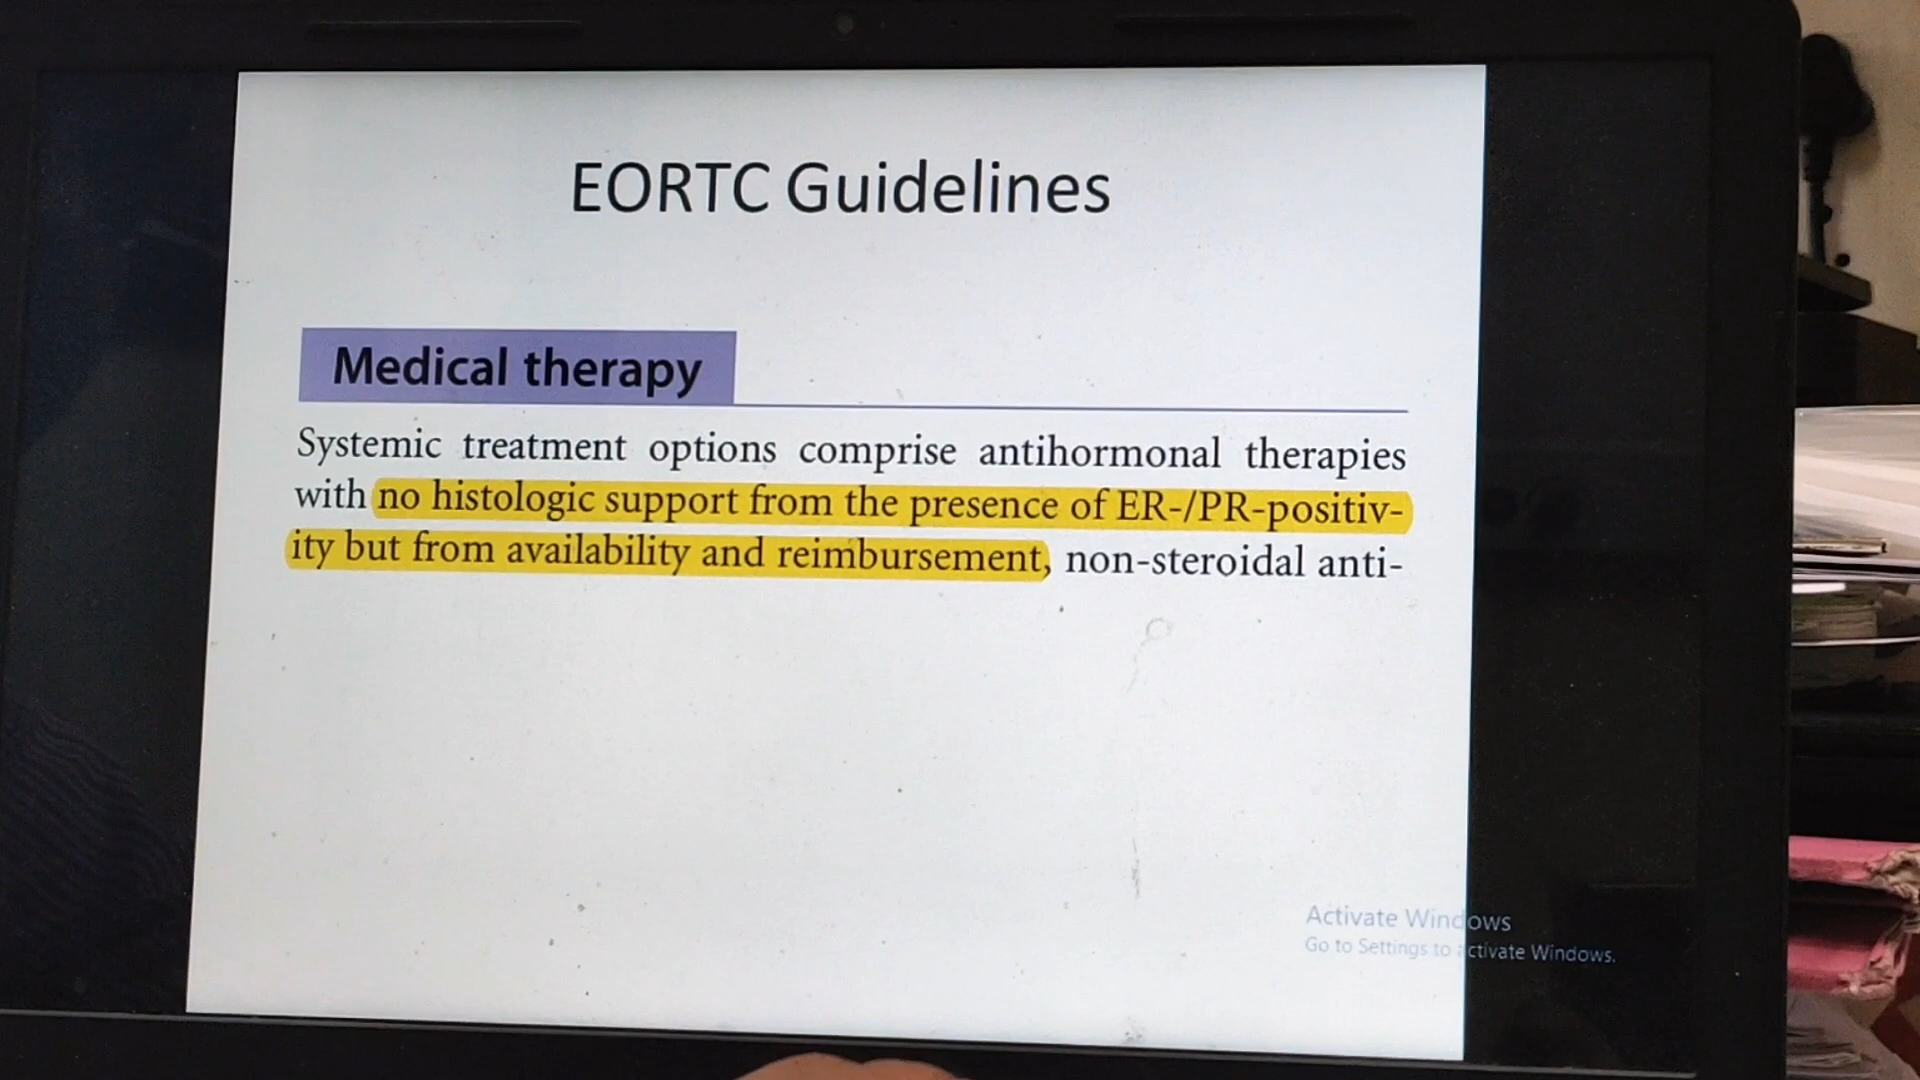 EORTC Guidelines
Medical therapy
Systemic treatment options comprise antihormonal therapies
with no histologic support from the presence of ER-/PR-positiv-
ity but from availability and reimbursement, non-steroidal anti-
Activate Windows
Go to Settings to activate Windows.